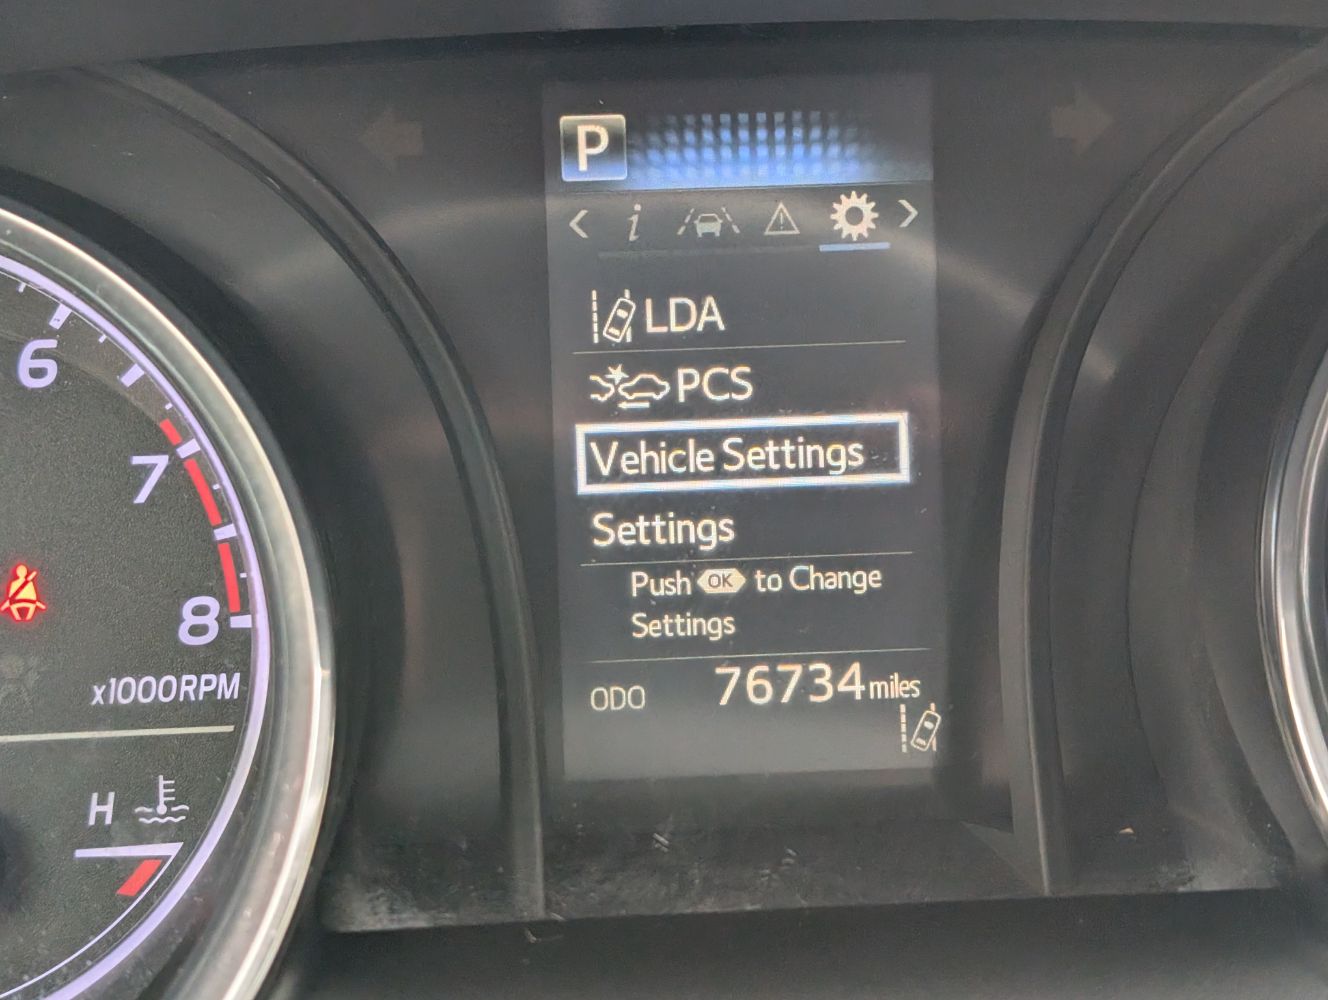 P
i
LDA
PCS
Vehicle Settings
Settings
Push OK to Change
Settings
ODO 76734 miles
6
7
8
x1000RPM
H